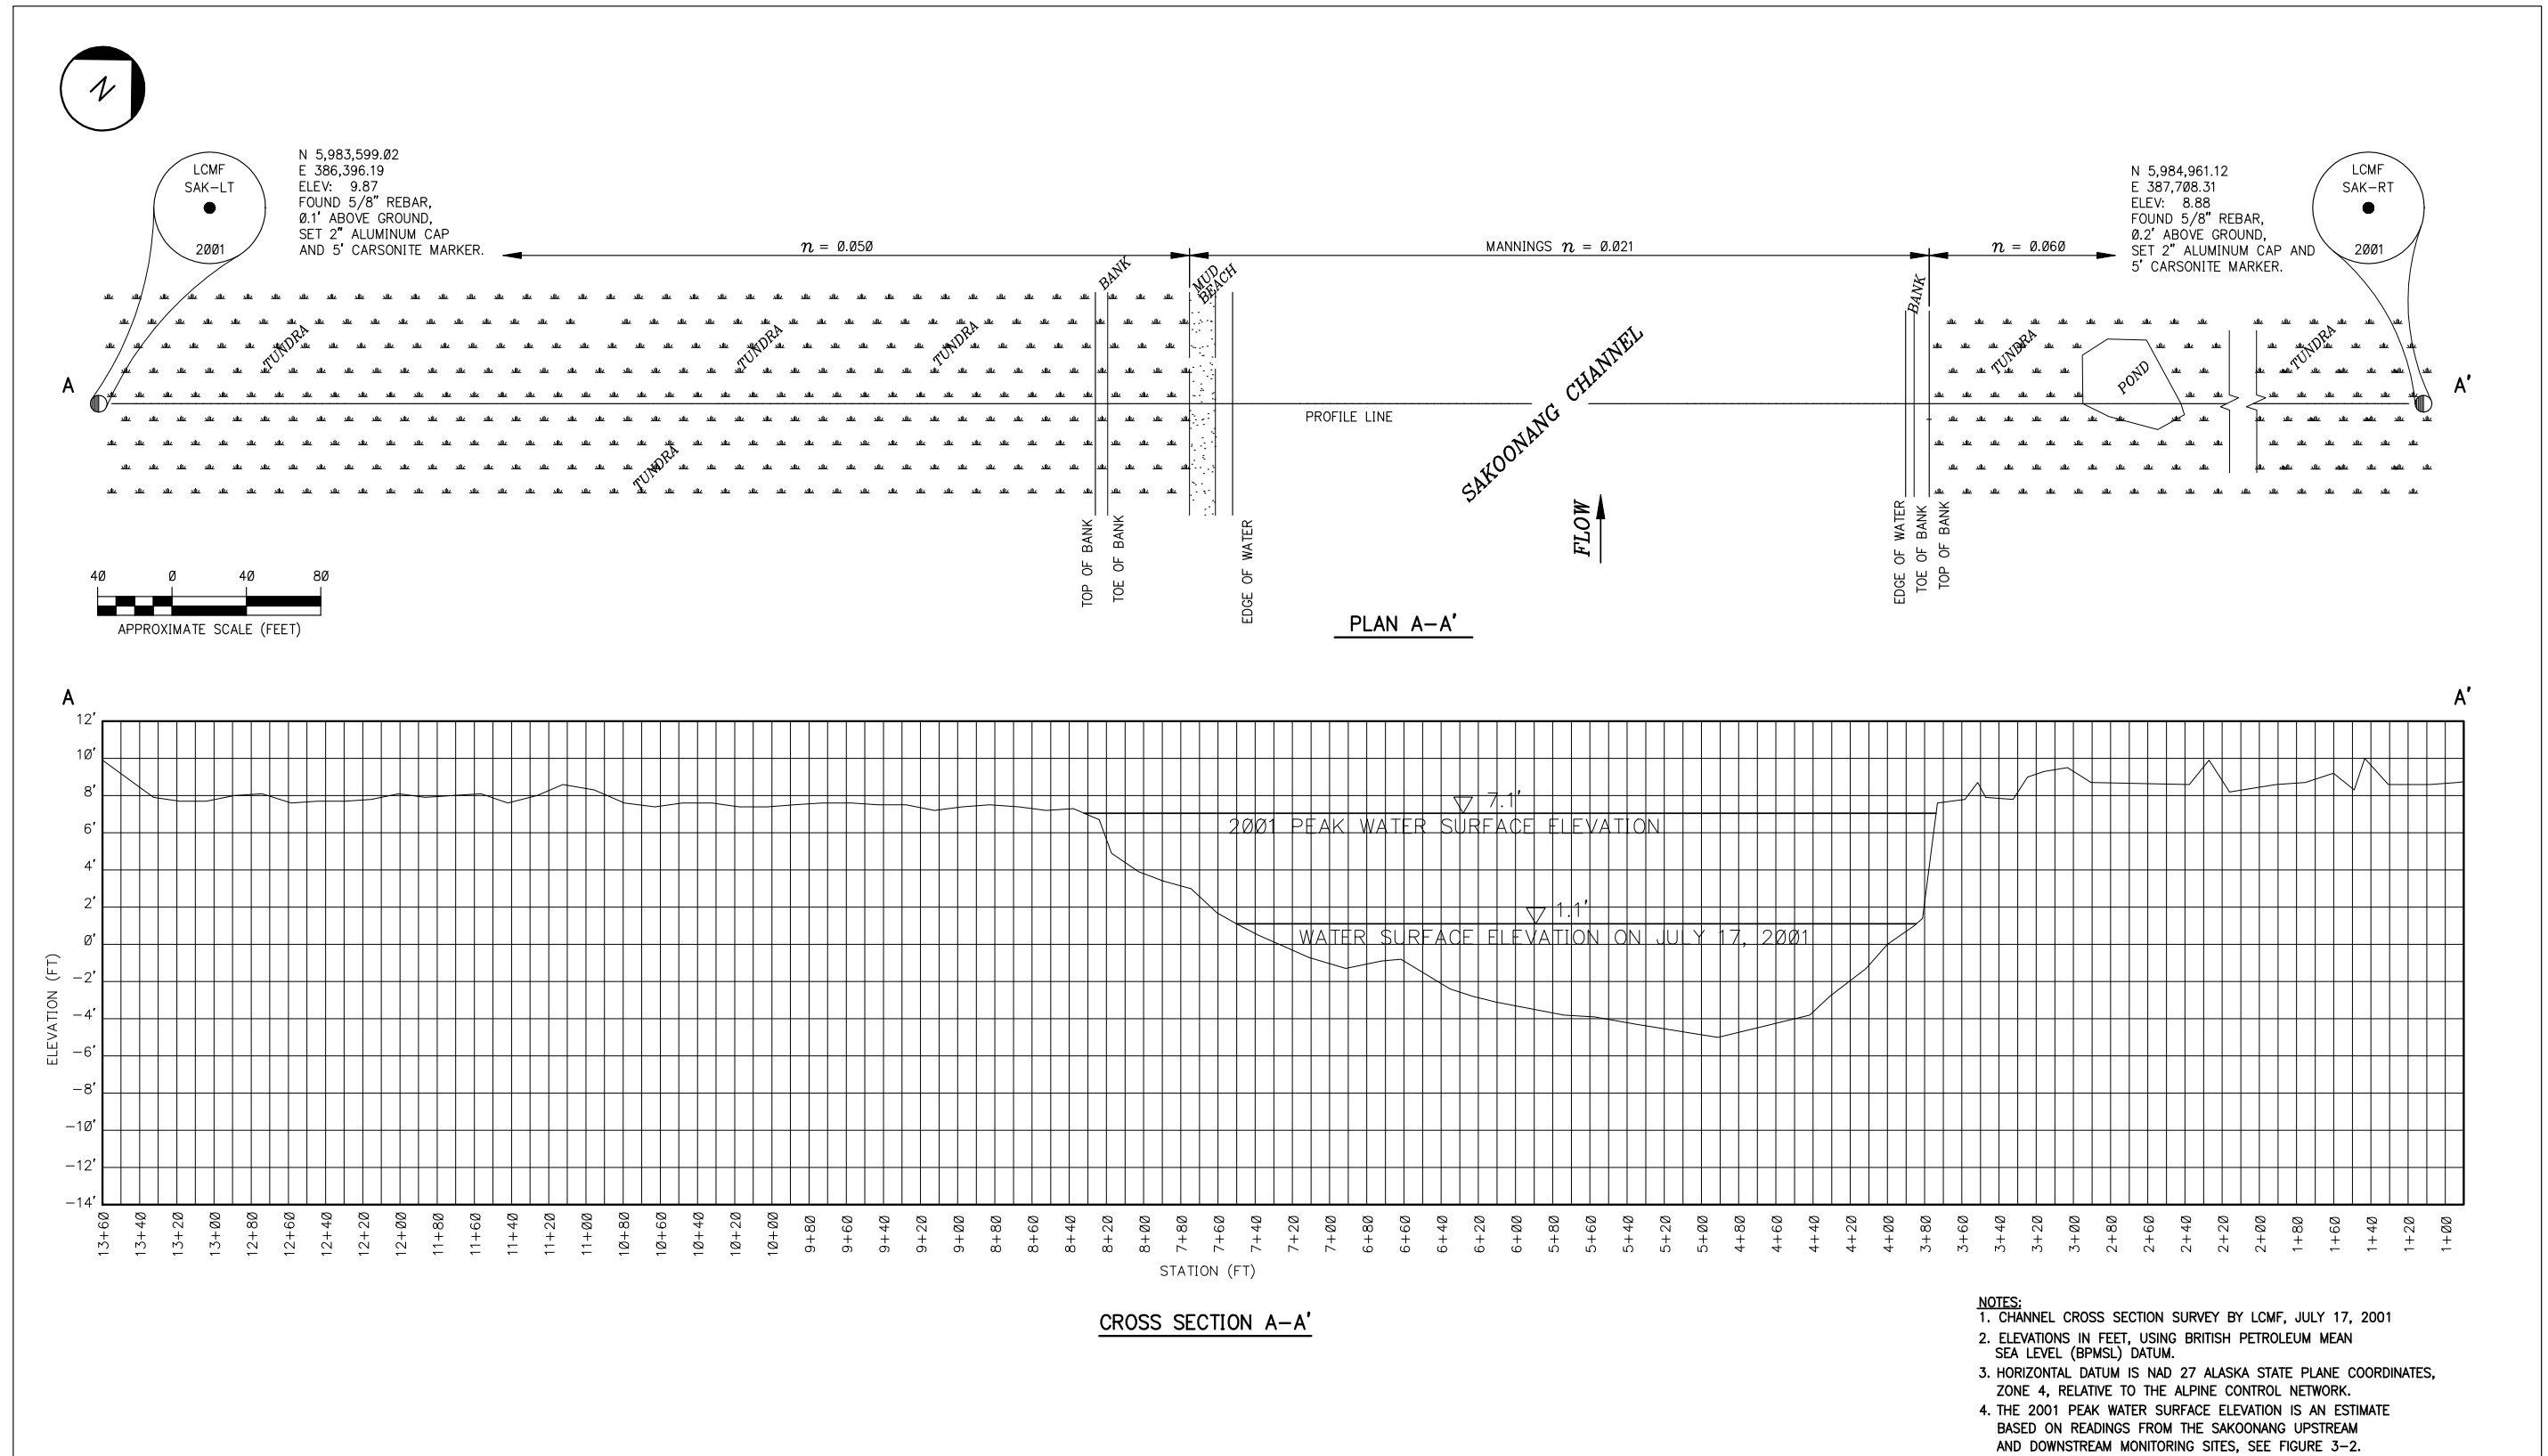 N
LCMF
SAK-LT
2001
N 5,983,599.02
E 386,396.19
ELEV: 9.87
FOUND 5/8" REBAR,
0.1' ABOVE GROUND,
SET 2" ALUMINUM CAP
AND 5' CARSONITE MARKER.
n = 0.050
MANNINGS n = 0.021
n = 0.060
N 5,984,961.12
E 387,708.31
ELEV: 8.88
FOUND 5/8" REBAR,
0.2' ABOVE GROUND,
SET 2" ALUMINUM CAP AND
5' CARSONITE MARKER.
LCMF
SAK-RT
2001
BANK
MUD
BEACH
BANK
TUNDRA
TUNDRA
TUNDRA
TUNDRA
TUNDRA
POND
TUNDRA
A
A'
PROFILE LINE
SAKOONANG CHANNEL
FLOW
TOP OF BANK
TOE OF BANK
EDGE OF WATER
EDGE OF WATER
TOE OF BANK
TOP OF BANK
40 0 40 80
APPROXIMATE SCALE (FEET)
PLAN A-A'
A
A'
12'
10'
8'
6'
4'
2'
0'
-2'
-4'
-6'
-8'
-10'
-12'
-14'
ELEVATION (FT)
7.1'
2001 PEAK WATER SURFACE ELEVATION
1.1'
WATER SURFACE ELEVATION ON JULY 17, 2001
13+60 13+40 13+20 13+00 12+80 12+60 12+40 12+20 12+00 11+80 11+60 11+40 11+20 11+00 10+80 10+60 10+40 10+20 10+00 9+80 9+60 9+40 9+20 9+00 8+80 8+60 8+40 8+20 8+00 7+80 7+60 7+40 7+20 7+00 6+80 6+60 6+40 6+20 6+00 5+80 5+60 5+40 5+20 5+00 4+80 4+60 4+40 4+20 4+00 3+80 3+60 3+40 3+20 3+00 2+80 2+60 2+40 2+20 2+00 1+80 1+60 1+40 1+20 1+00
STATION (FT)
CROSS SECTION A-A'
NOTES:
1. CHANNEL CROSS SECTION SURVEY BY LCMF, JULY 17, 2001
2. ELEVATIONS IN FEET, USING BRITISH PETROLEUM MEAN
SEA LEVEL (BPMSL) DATUM.
3. HORIZONTAL DATUM IS NAD 27 ALASKA STATE PLANE COORDINATES,
ZONE 4, RELATIVE TO THE ALPINE CONTROL NETWORK.
4. THE 2001 PEAK WATER SURFACE ELEVATION IS AN ESTIMATE
BASED ON READINGS FROM THE SAKOONANG UPSTREAM
AND DOWNSTREAM MONITORING SITES, SEE FIGURE 3-2.